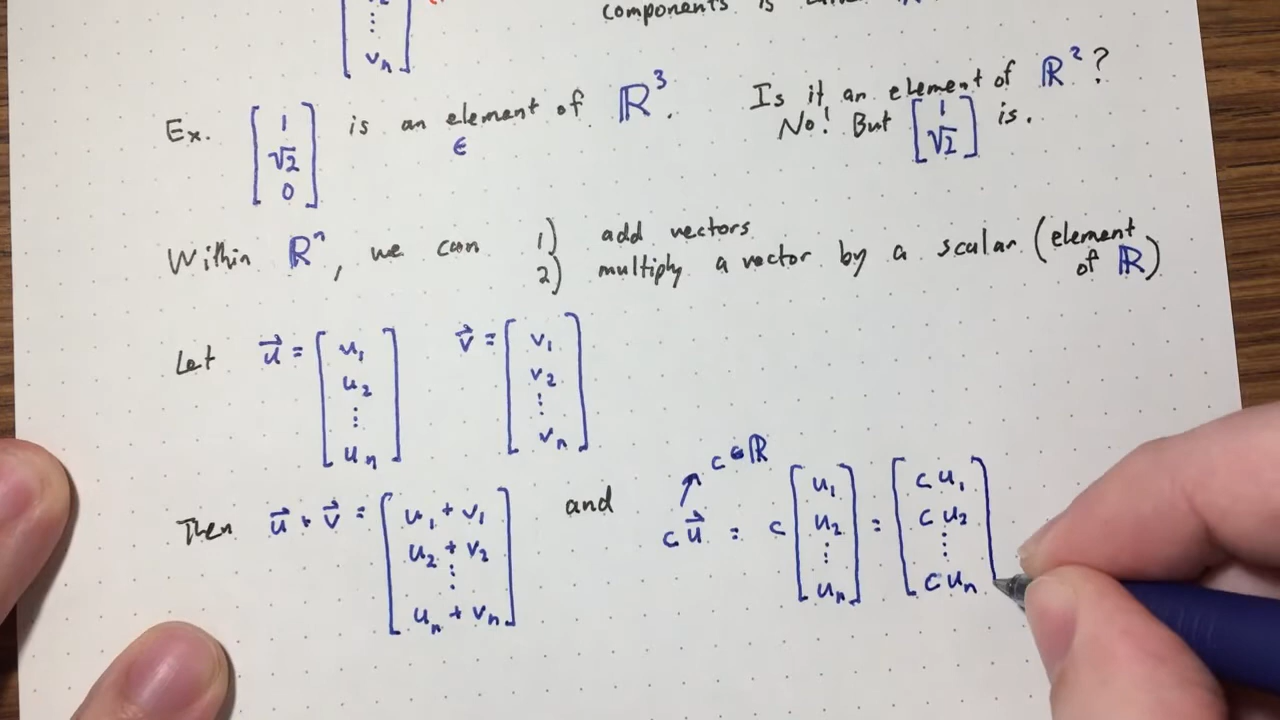 ⋮
vn
components is
Ex. [1 √2 0] is an element of ℝ³. Is it an element of ℝ²?
∈ No! But [1 √2] is.
Within ℝⁿ, we can 1) add vectors
2) multiply a vector by a scalar (element of ℝ)
Let u⃗ = [u₁ u₂ ⋮ uₙ] v⃗ = [v₁ v₂ ⋮ vₙ]
Then u⃗ + v⃗ = [u₁ + v₁ u₂ + v₂ ⋮ uₙ + vₙ] and cu⃗ = c[u₁ u₂ ⋮ uₙ] = [cu₁ cu₂ ⋮ cuₙ]
c ∈ ℝ